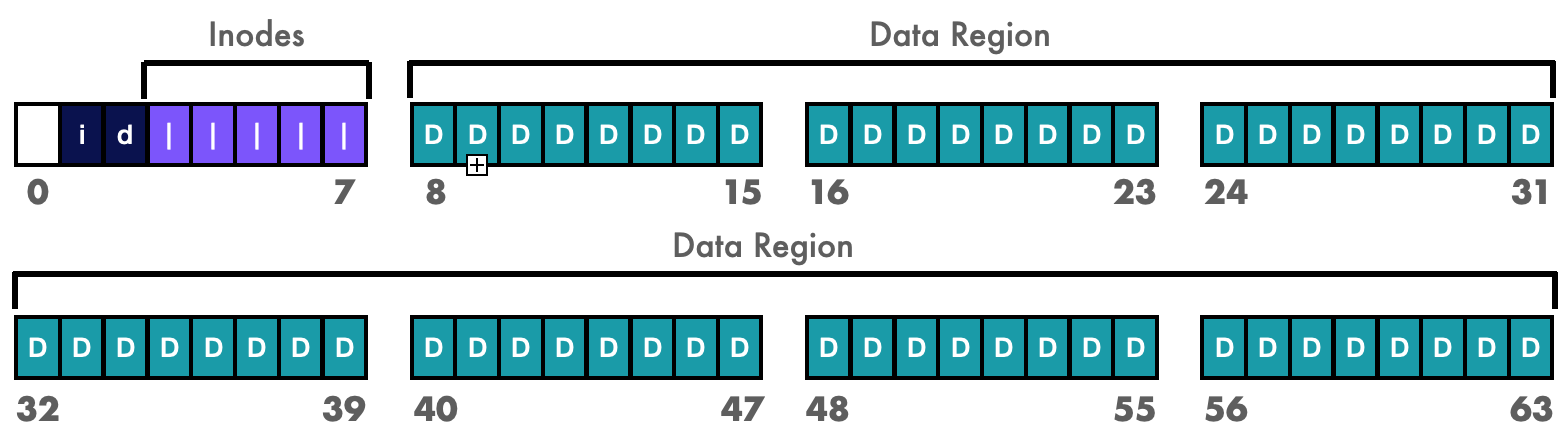 Inodes Data Region
i d | | | | | D D D D D D D D D D D D D D D D D D D D D D D D
0 7 8 15 16 23 24 31
Data Region
D D D D D D D D D D D D D D D D D D D D D D D D D D D D D D D D
32 39 40 47 48 55 56 63